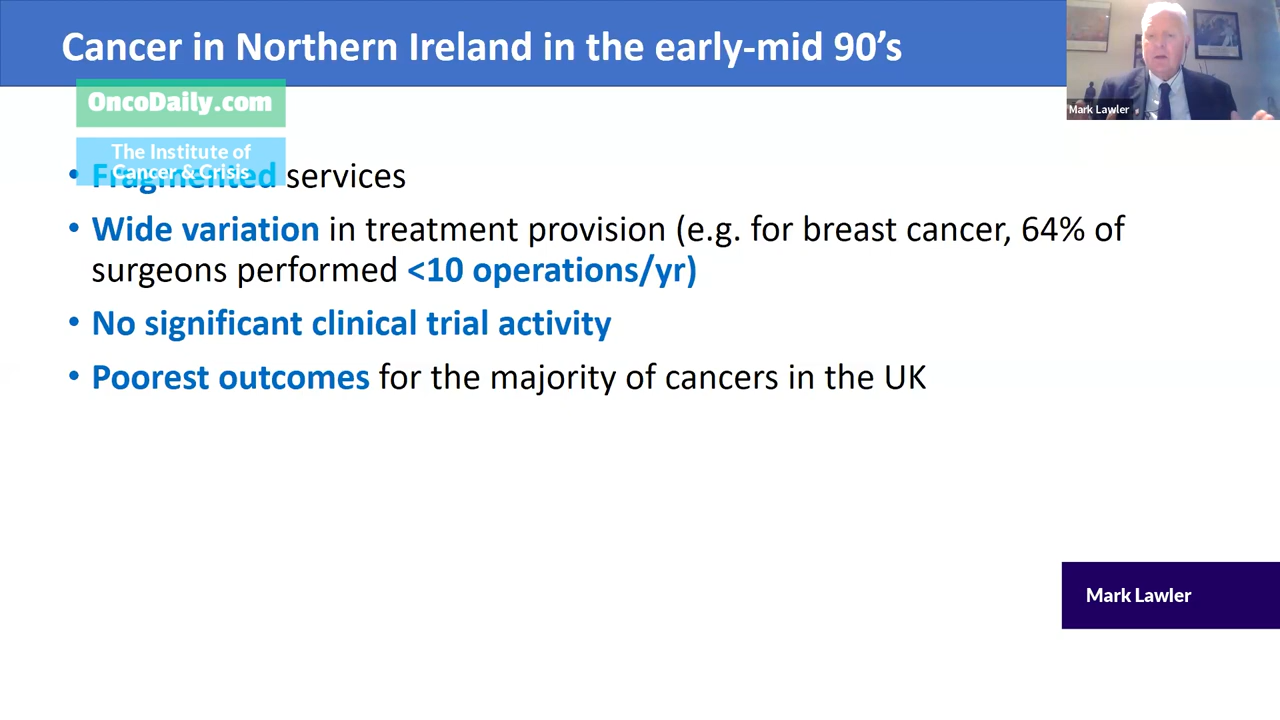 Cancer in Northern Ireland in the early-mid 90’s
Mark Lawler
OncoDaily.com
The Institute of
Cancer & Crisis
• Fragmented services
• Wide variation in treatment provision (e.g. for breast cancer, 64% of
surgeons performed <10 operations/yr)
• No significant clinical trial activity
• Poorest outcomes for the majority of cancers in the UK
Mark Lawler